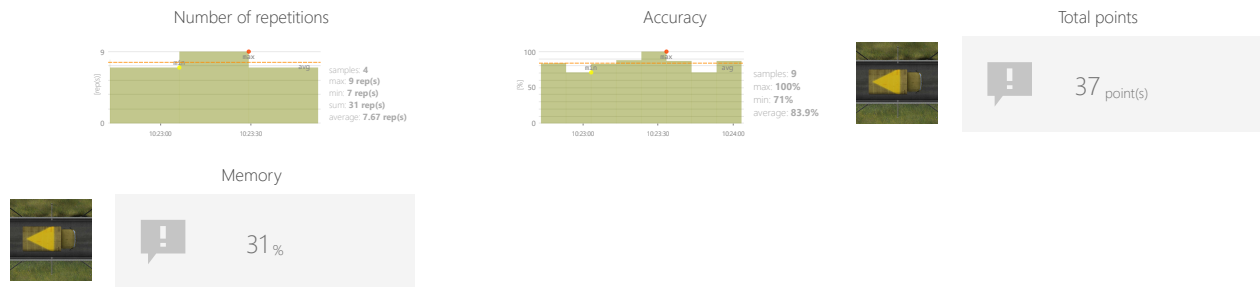 Number of repetitions
9
[rep(s)]
0
min
max
avg
10:23:00
10:23:30
samples: 4
max: 9 rep(s)
min: 7 rep(s)
sum: 31 rep(s)
average: 7.67 rep(s)
Accuracy
100
[%]
50
0
min
max
avg
10:23:00
10:23:30
10:24:00
samples: 9
max: 100%
min: 71%
average: 83.9%
Total points
37 point(s)
Memory
31 %